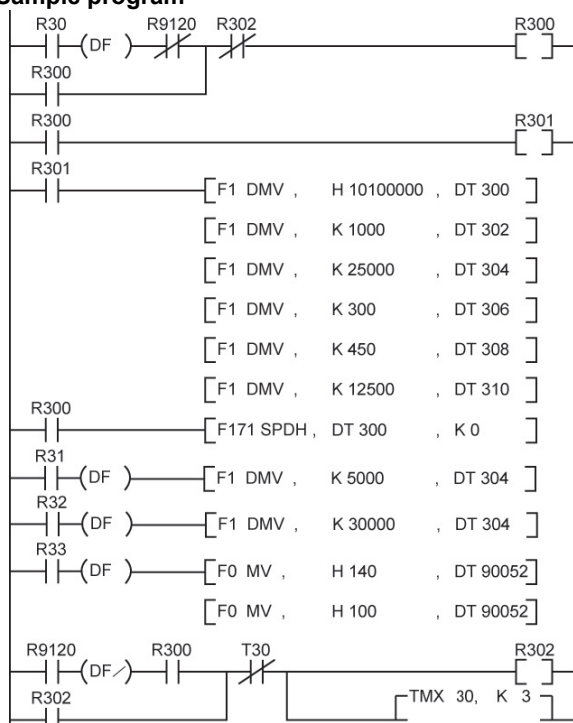 Sample program
R30 R9120 R302 R300
(DF )
R300
R300 R301
R301
F1 DMV , H 10100000 , DT 300
F1 DMV , K 1000 , DT 302
F1 DMV , K 25000 , DT 304
F1 DMV , K 300 , DT 306
F1 DMV , K 450 , DT 308
F1 DMV , K 12500 , DT 310
R300
F171 SPDH , DT 300 , K 0
R31
(DF ) F1 DMV , K 5000 , DT 304
R32
(DF ) F1 DMV , K 30000 , DT 304
R33
(DF ) F0 MV , H 140 , DT 90052
F0 MV , H 100 , DT 90052
R9120 R300 T30 R302
(DF/)
R302 TMX 30, K 3